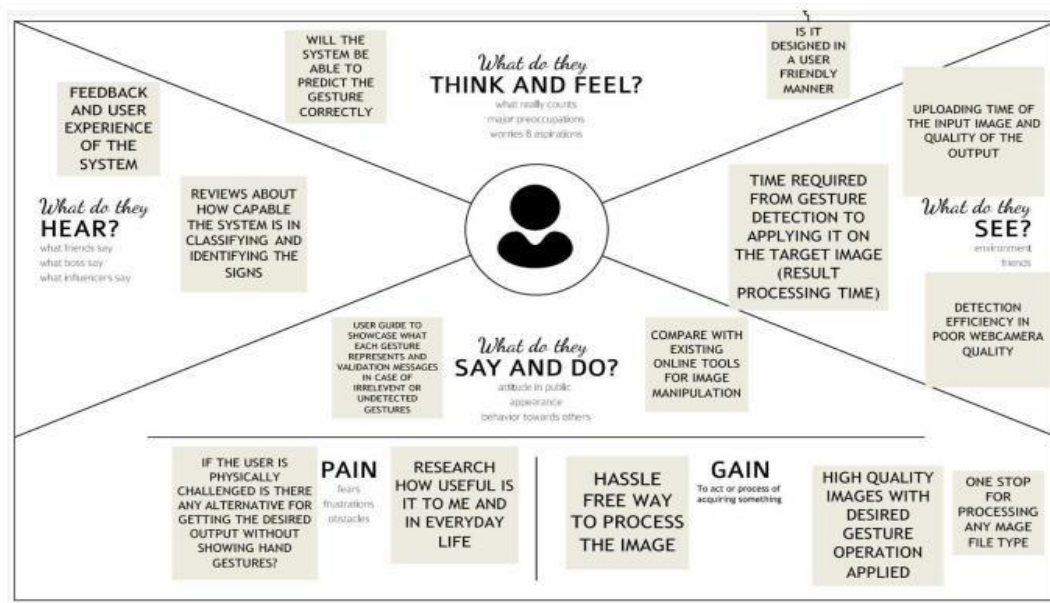 WILL THE
SYSTEM BE
ABLE TO
PREDICT THE
GESTURE
CORRECTLY
What do they
THINK AND FEEL?
what really counts
major preoccupations
worries & aspirations
IS IT
DESIGNED IN
A USER
FRIENDLY
MANNER
FEEDBACK
AND USER
EXPERIENCE
OF THE
SYSTEM
What do they
HEAR?
what friends say
what boss say
what influencers say
REVIEWS ABOUT
HOW CAPABLE
THE SYSTEM IS IN
CLASSIFYING AND
IDENTIFYING THE
SIGNS
TIME REQUIRED
FROM GESTURE
DETECTION TO
APPLYING IT ON
THE TARGET IMAGE
(RESULT
PROCESSING TIME)
UPLOADING TIME OF
THE INPUT IMAGE AND
QUALITY OF THE
OUTPUT
What do they
SEE?
environment
friends
DETECTION
EFFICIENCY IN
POOR WEBCAMERA
QUALITY
USER GUIDE TO
SHOWCASE WHAT
EACH GESTURE
REPRESENTS AND
VALIDATION MESSAGES
IN CASE OF
IRRELEVENT OR
UNDETECTED
GESTURES
What do they
SAY AND DO?
attitude in public
appearance
behavior towards others
COMPARE WITH
EXISTING
ONLINE TOOLS
FOR IMAGE
MANIPULATION
IF THE USER IS
PHYSICALLY
CHALLENGED IS THERE
ANY ALTERNATIVE FOR
GETTING THE DESIRED
OUTPUT WITHOUT
SHOWING HAND
GESTURES?
PAIN
fears
frustrations
obstacles
RESEARCH
HOW USEFUL IS
IT TO ME AND
IN EVERYDAY
LIFE
HASSLE
FREE WAY
TO PROCESS
THE IMAGE
GAIN
To act or process of
acquiring something
HIGH QUALITY
IMAGES WITH
DESIRED
GESTURE
OPERATION
APPLIED
ONE STOP
FOR
PROCESSING
ANY MAGE
FILE TYPE